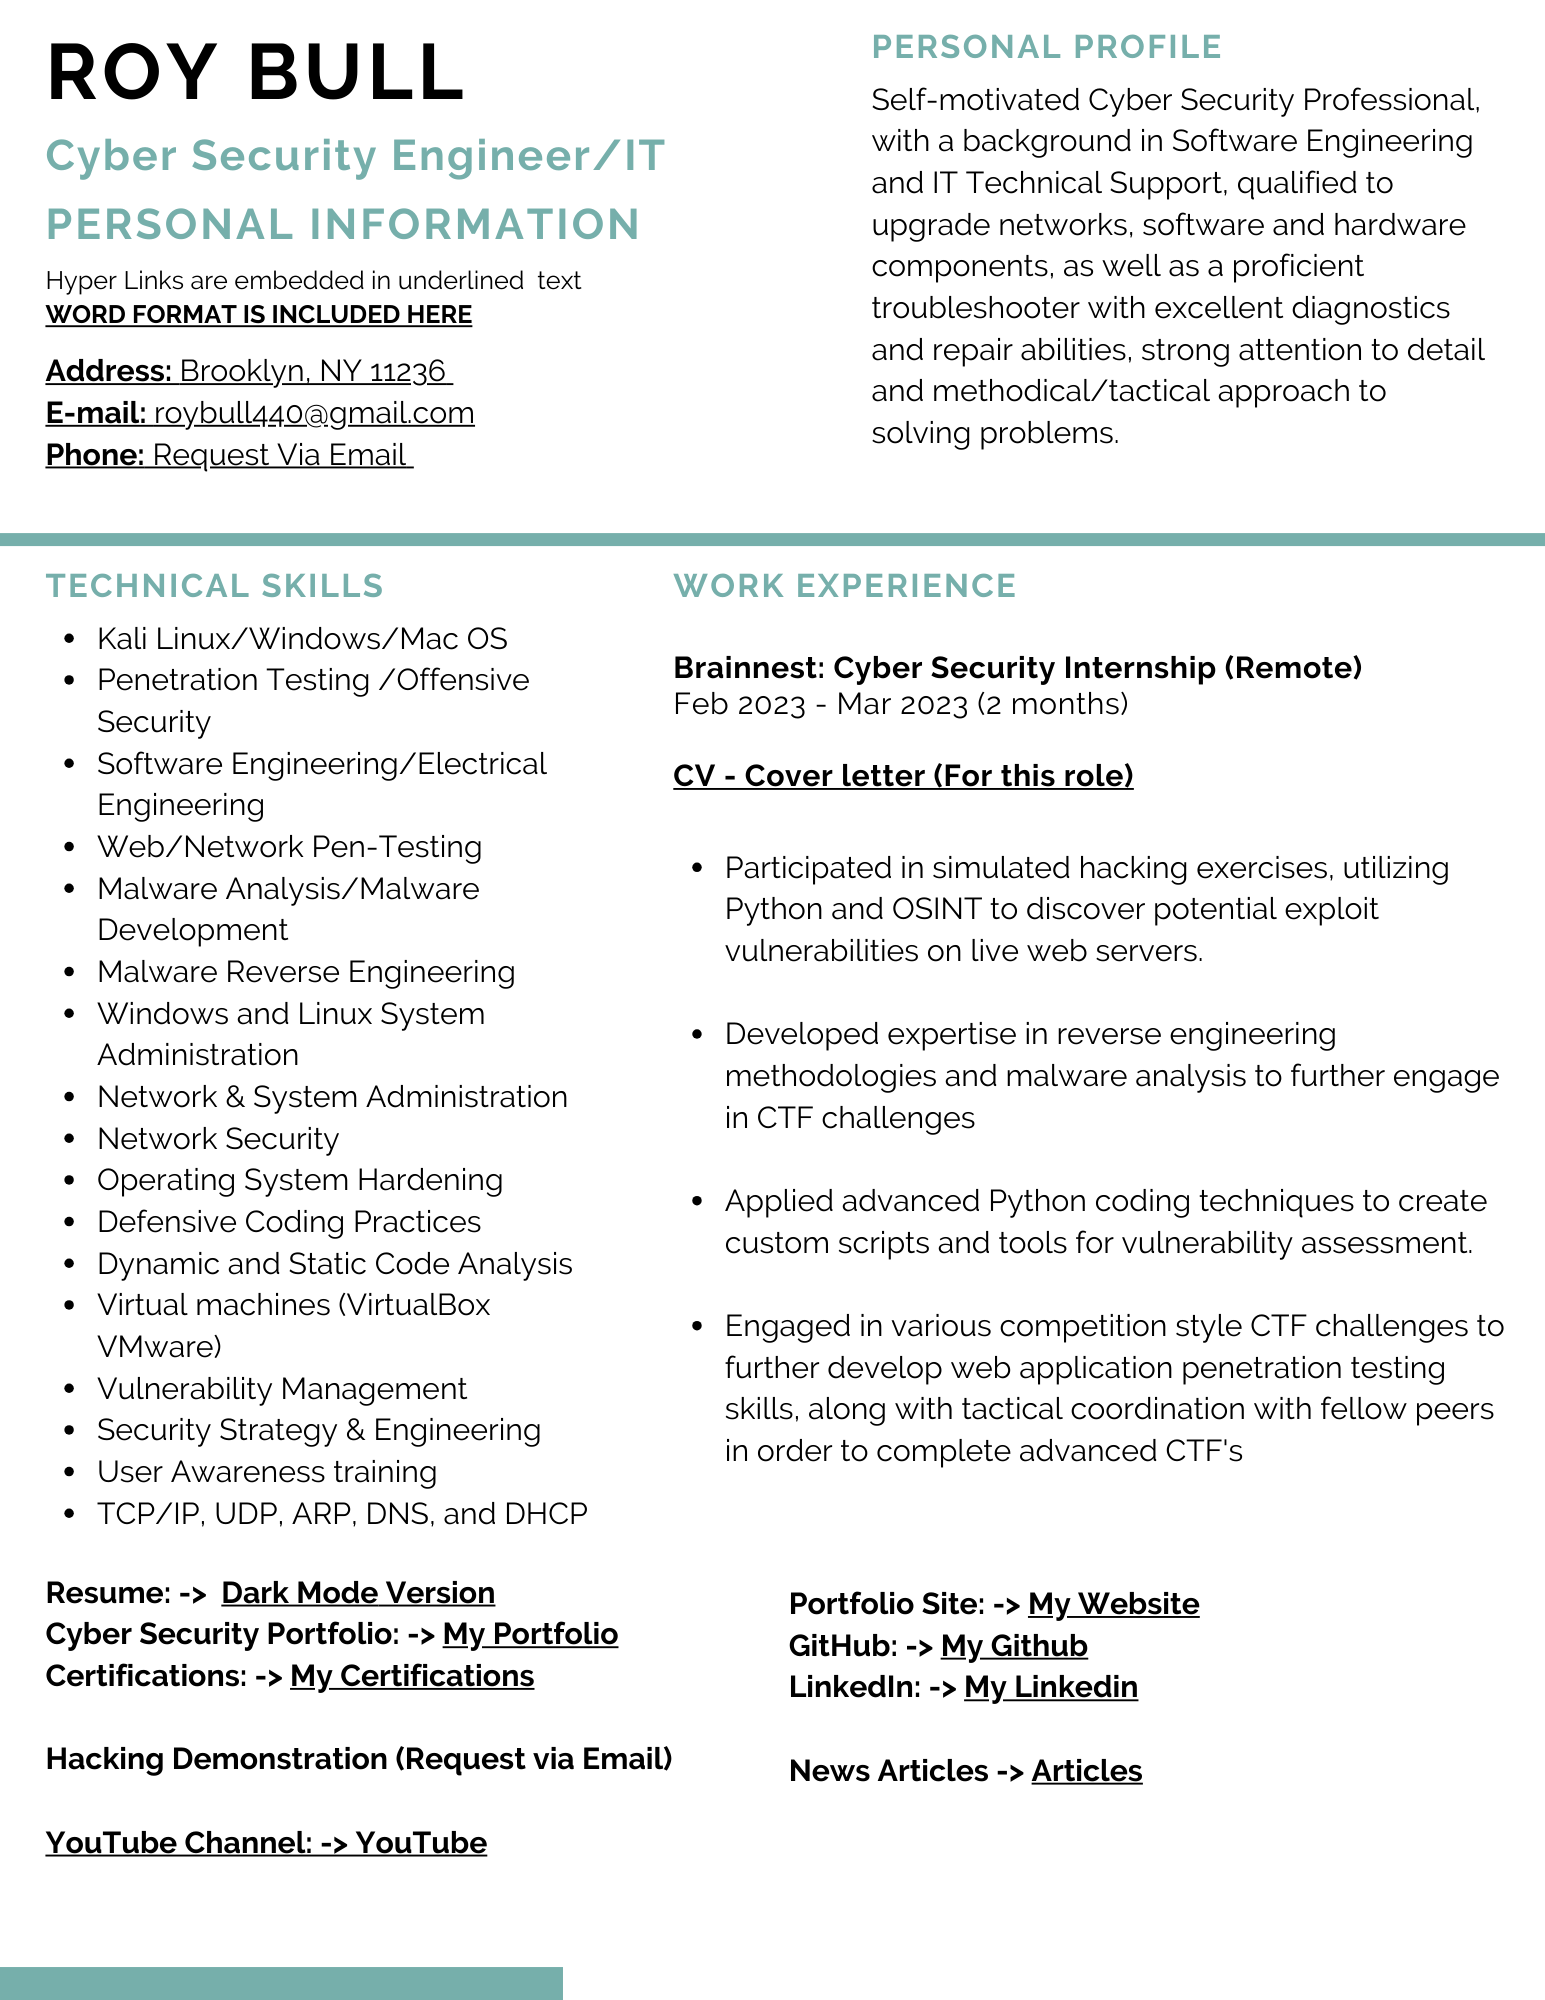 ROY BULL
Cyber Security Engineer/IT
PERSONAL INFORMATION
Hyper Links are embedded in underlined  text
WORD FORMAT IS INCLUDED HERE
Address: Brooklyn, NY 11236
E-mail: roybull440@gmail.com
Phone: Request Via Email
PERSONAL PROFILE
Self-motivated Cyber Security Professional,
with a background in Software Engineering
and IT Technical Support, qualified to
upgrade networks, software and hardware
components, as well as a proficient
troubleshooter with excellent diagnostics
and repair abilities, strong attention to detail
and methodical/tactical approach to
solving problems.
TECHNICAL SKILLS
• Kali Linux/Windows/Mac OS
• Penetration Testing /Offensive
Security
• Software Engineering/Electrical
Engineering
• Web/Network Pen-Testing
• Malware Analysis/Malware
Development
• Malware Reverse Engineering
• Windows and Linux System
Administration
• Network & System Administration
• Network Security
• Operating System Hardening
• Defensive Coding Practices
• Dynamic and Static Code Analysis
• Virtual machines (VirtualBox
VMware)
• Vulnerability Management
• Security Strategy & Engineering
• User Awareness training
• TCP/IP, UDP, ARP, DNS, and DHCP
WORK EXPERIENCE
Brainnest: Cyber Security Internship (Remote)
Feb 2023 - Mar 2023 (2 months)
CV - Cover letter (For this role)
• Participated in simulated hacking exercises, utilizing
Python and OSINT to discover potential exploit
vulnerabilities on live web servers.
• Developed expertise in reverse engineering
methodologies and malware analysis to further engage
in CTF challenges
• Applied advanced Python coding techniques to create
custom scripts and tools for vulnerability assessment.
• Engaged in various competition style CTF challenges to
further develop web application penetration testing
skills, along with tactical coordination with fellow peers
in order to complete advanced CTF's
Resume: ->  Dark Mode Version
Cyber Security Portfolio: -> My Portfolio
Certifications: -> My Certifications
Hacking Demonstration (Request via Email)
YouTube Channel: -> YouTube
Portfolio Site: -> My Website
GitHub: -> My Github
LinkedIn: -> My Linkedin
News Articles -> Articles